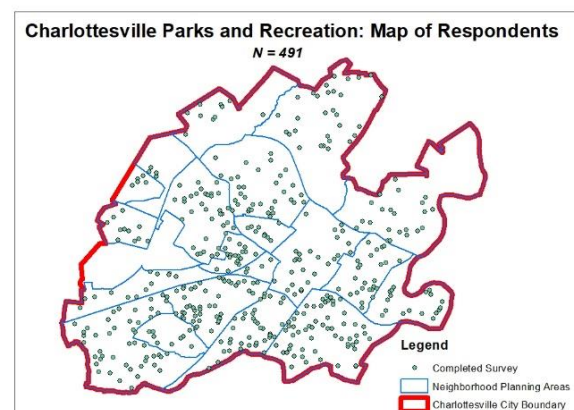 Charlottesville Parks and Recreation: Map of Respondents
N = 491
Legend
Completed Survey
Neighborhood Planning Areas
Charlottesville City Boundary